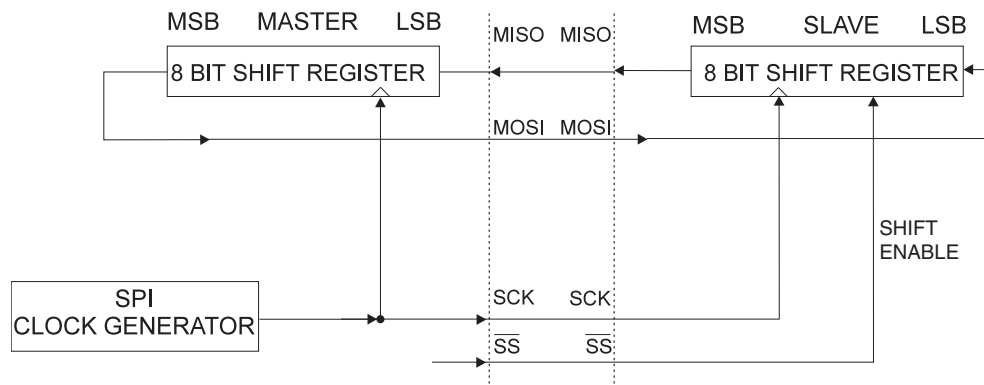 MSB MASTER LSB
MISO MISO
MSB SLAVE LSB
8 BIT SHIFT REGISTER
8 BIT SHIFT REGISTER
MOSI MOSI
SHIFT
ENABLE
SPI
CLOCK GENERATOR
SCK SCK
SS SS